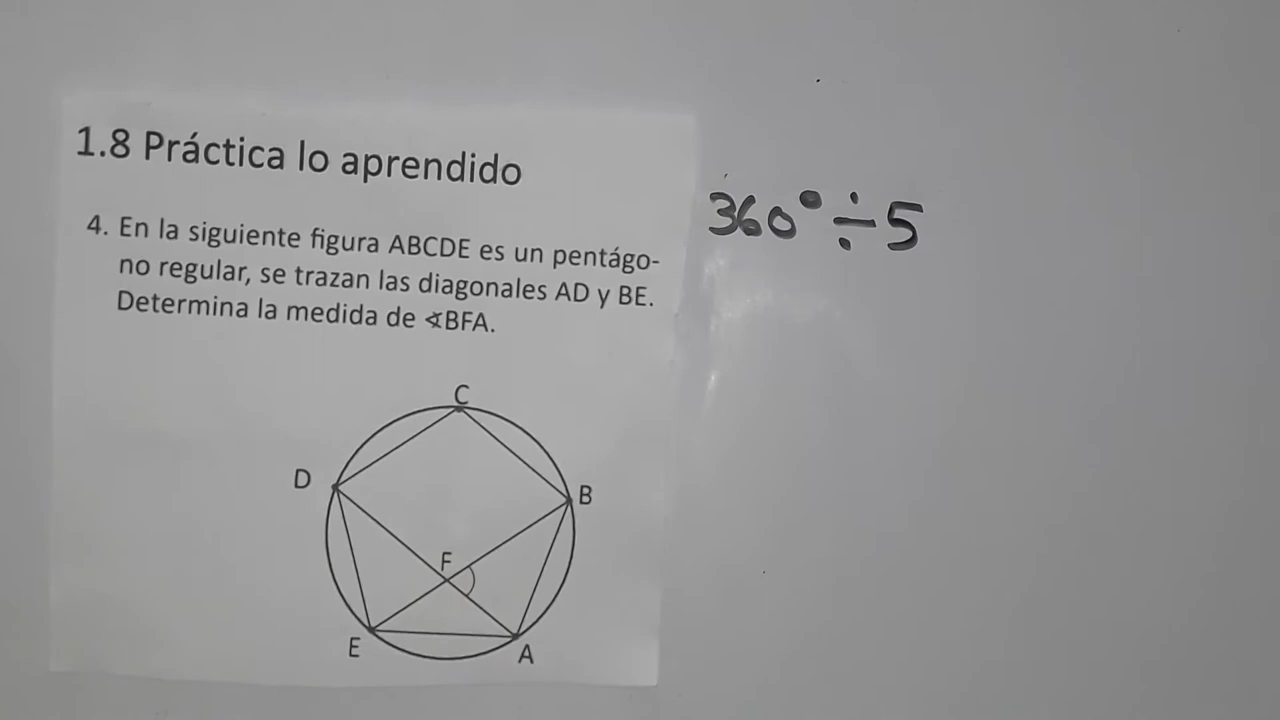 1.8 Práctica lo aprendido
4. En la siguiente figura ABCDE es un pentágo-
no regular, se trazan las diagonales AD y BE.
Determina la medida de ∢BFA.
C
D
B
F
E
A
360° ÷ 5